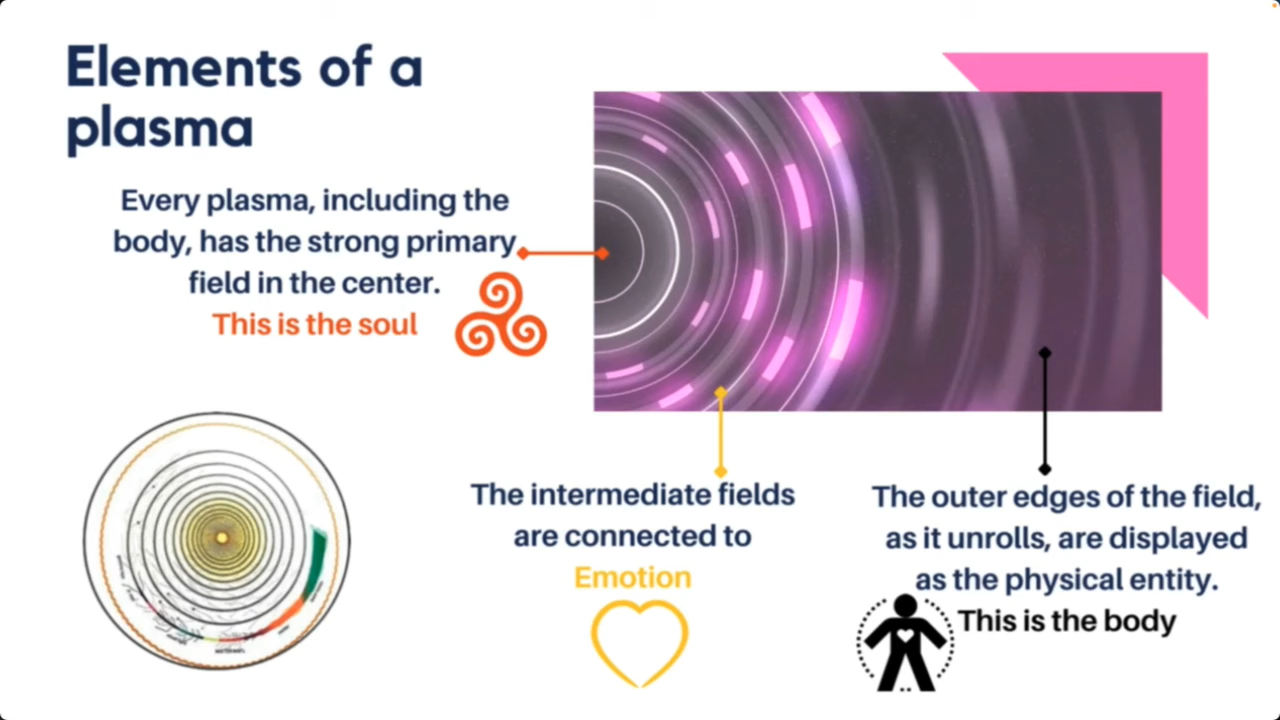 Elements of a
plasma
Every plasma, including the
body, has the strong primary
field in the center.
This is the soul
The intermediate fields
are connected to
Emotion
The outer edges of the field,
as it unrolls, are displayed
as the physical entity.
This is the body